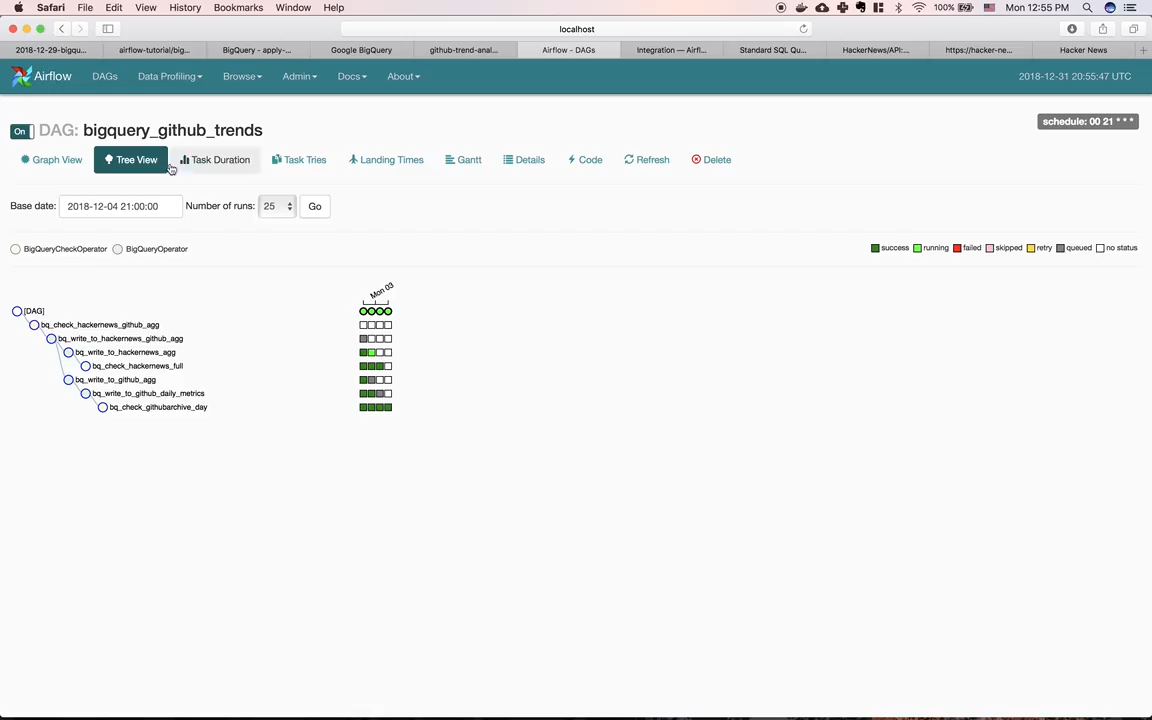 Safari File Edit View History Bookmarks Window Help 100% Mon 12:55 PM
localhost
2018-12-29-bigqu... airflow-tutorial/big... BigQuery - apply-... Google BigQuery github-trend-anal... Airflow - DAGs Integration — Airfl... Standard SQL Qu... HackerNews/API:... https://hacker-ne... Hacker News
Airflow DAGs Data Profiling Browse Admin Docs About 2018-12-31 20:55:47 UTC
On DAG: bigquery_github_trends schedule: 00 21 * * *
Graph View Tree View Task Duration Task Tries Landing Times Gantt Details Code Refresh Delete
Base date: 2018-12-04 21:00:00 Number of runs: 25 Go
BigQueryCheckOperator BigQueryOperator success running failed skipped retry queued no status
Mon 03
[DAG]
bq_check_hackernews_github_agg
bq_write_to_hackernews_github_agg
bq_write_to_hackernews_agg
bq_check_hackernews_full
bq_write_to_github_agg
bq_write_to_github_daily_metrics
bq_check_githubarchive_day